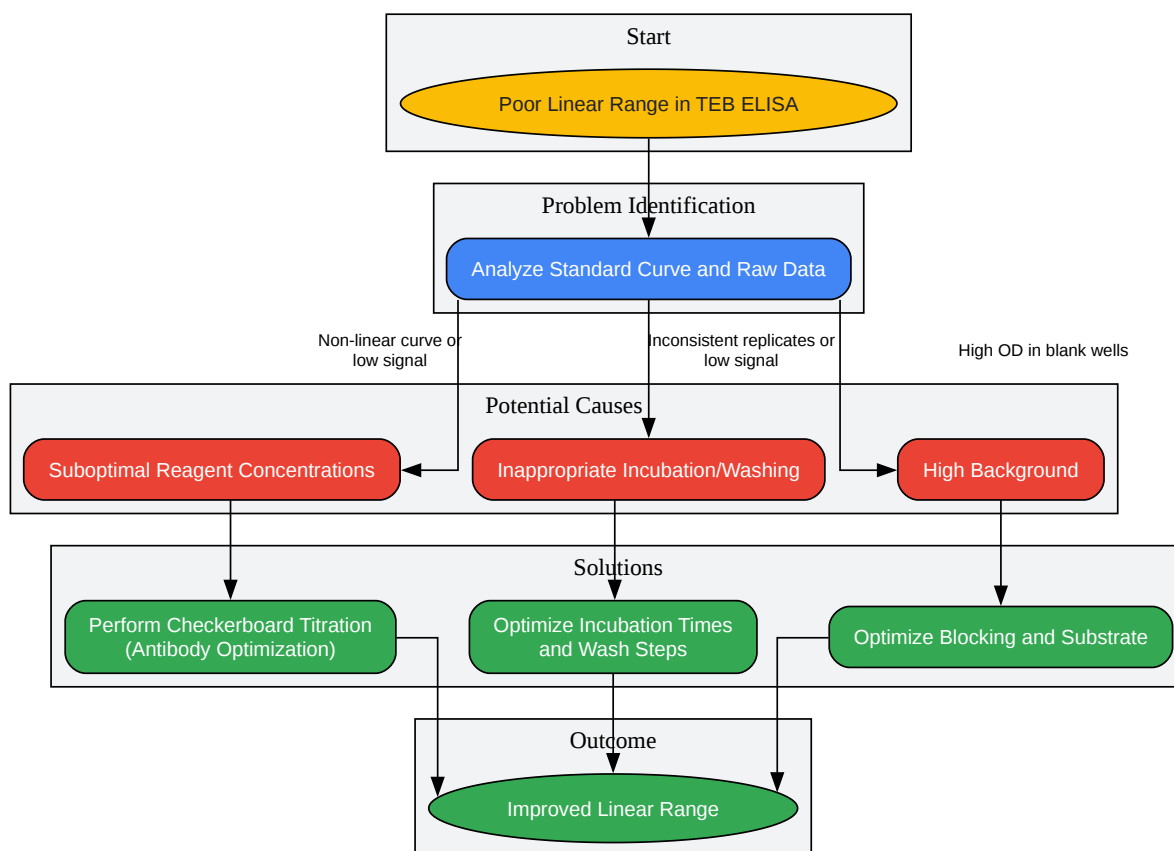 Start
Poor Linear Range in TEB ELISA
Problem Identification
Analyze Standard Curve and Raw Data
Non-linear curve or
low signal
Inconsistent replicates or
low signal
High OD in blank wells
Potential Causes
Suboptimal Reagent Concentrations
Inappropriate Incubation/Washing
High Background
Solutions
Perform Checkerboard Titration
(Antibody Optimization)
Optimize Incubation Times
and Wash Steps
Optimize Blocking and Substrate
Outcome
Improved Linear Range